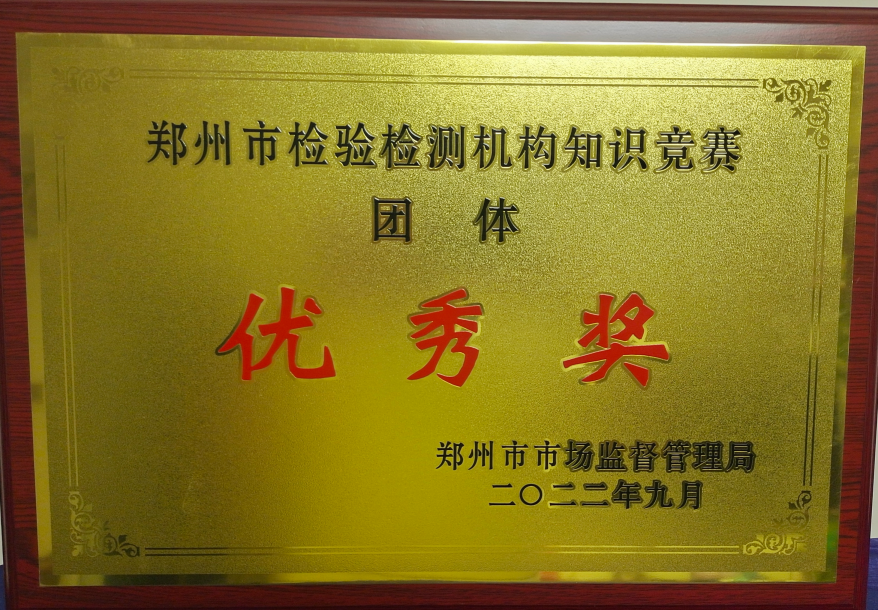 郑州市检验检测机构知识竞赛
团 体
优秀奖
郑州市市场监督管理局
二〇二二年九月